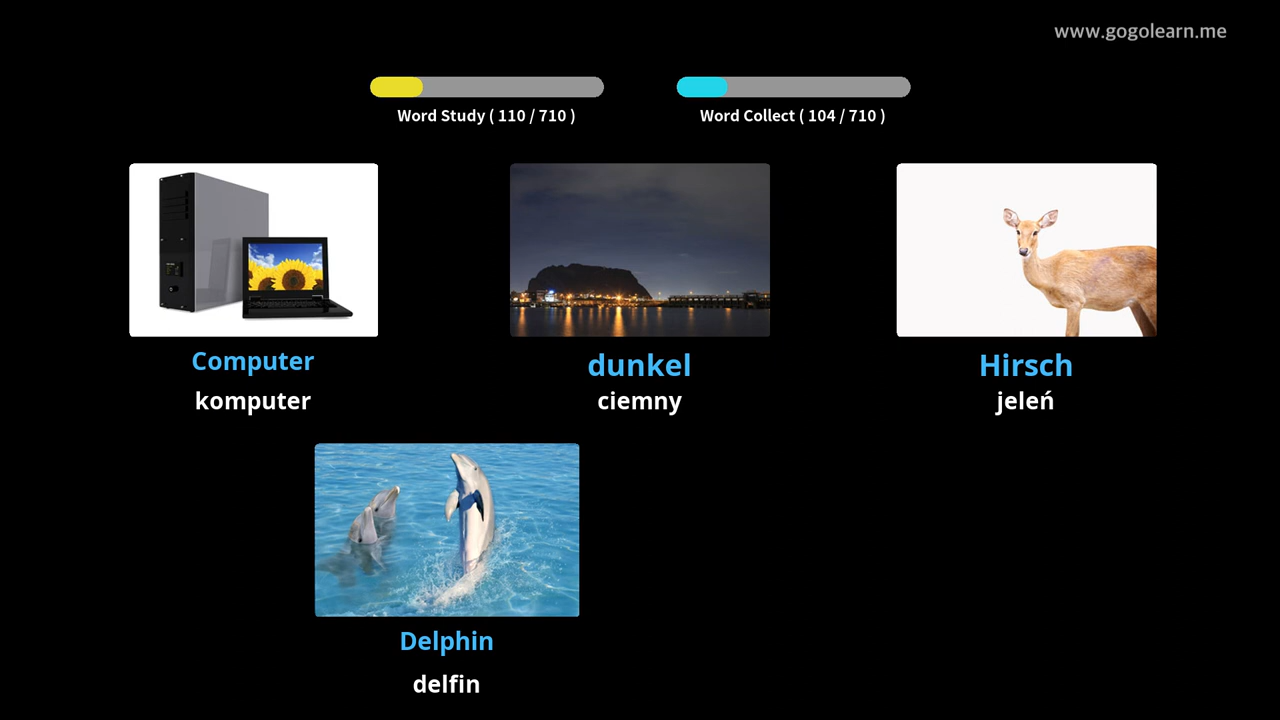 www.gogolearn.me
Word Study ( 110 / 710 )
Word Collect ( 104 / 710 )
Computer
komputer
dunkel
ciemny
Hirsch
jeleń
Delphin
delfin